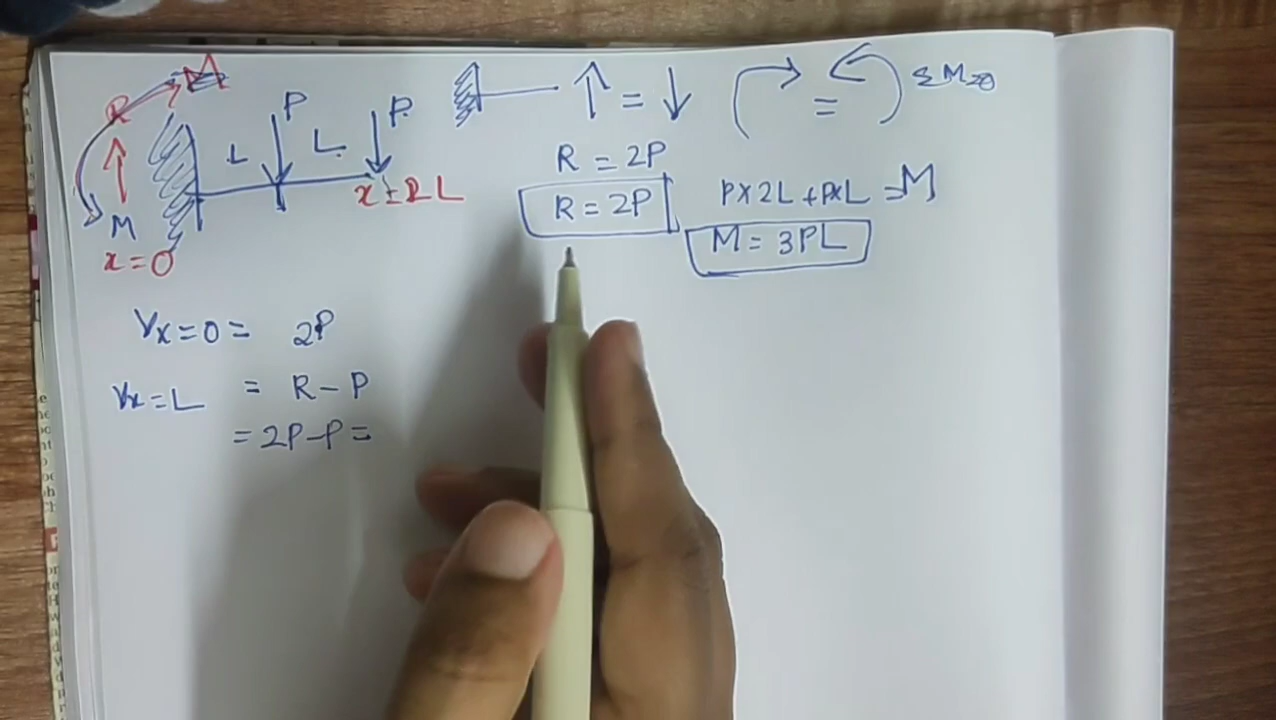 R
P P
L L
M
x = 2L
x = 0
↑ = ↓
=
ΣM=0
R = 2P
R = 2P
P×2L + P×L = M
M = 3PL
Vx=0 = 2P
Vx=L = R - P
= 2P - P =